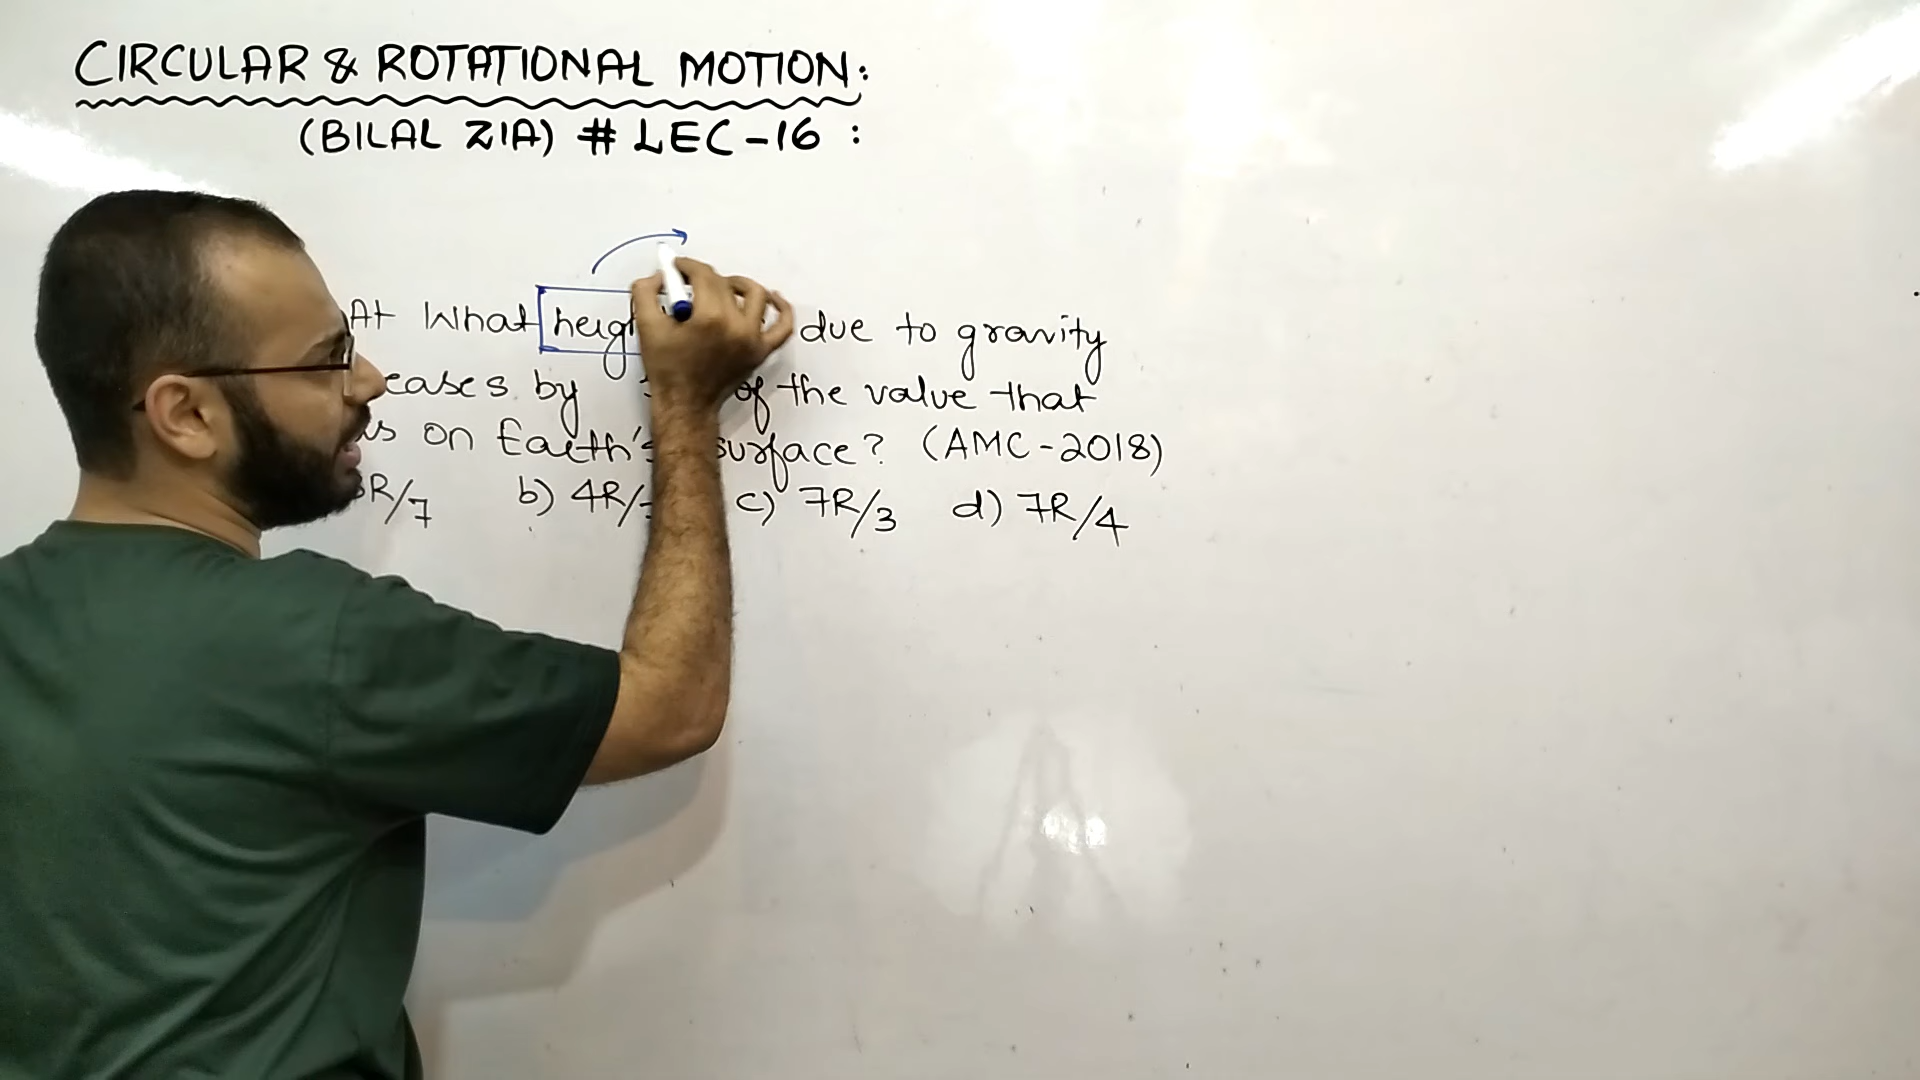 CIRCULAR & ROTATIONAL MOTION:
(BILAL ZIA) # LEC-16 :
At What due to gravity
by of the value that
on Earth's surface? (AMC-2018)
R/7 b) 4R/ c) 7R/3 d) 7R/4